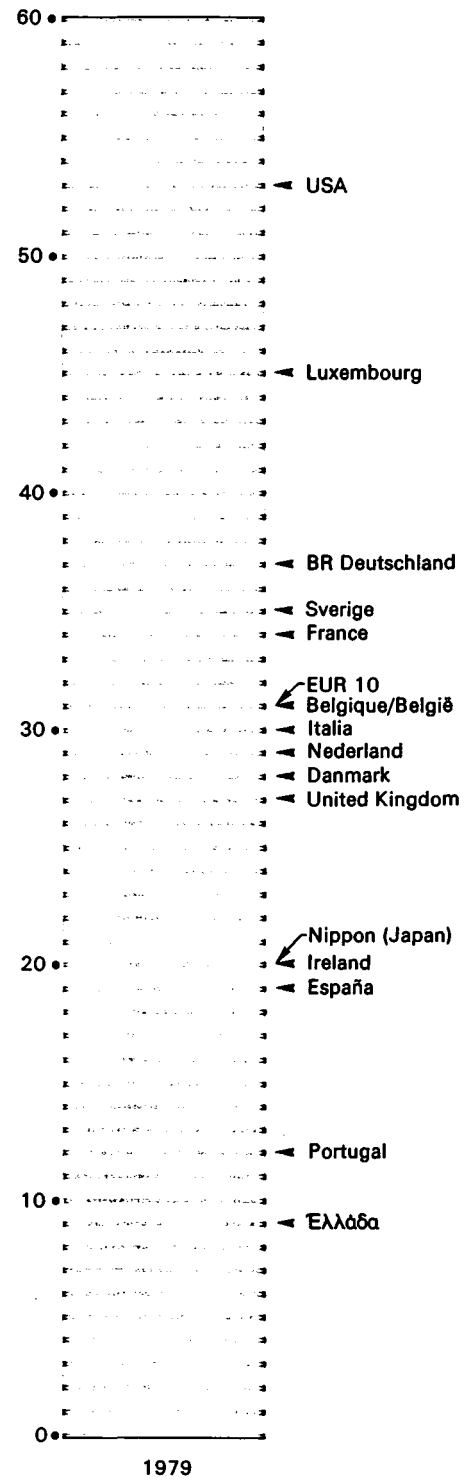 60
USA
50
Luxembourg
40
BR Deutschland
Sverige
France
EUR 10
Belgique/België
30
Italia
Nederland
Danmark
United Kingdom
Nippon (Japan)
20
Ireland
España
Portugal
10
Ἑλλάδα
0
1979